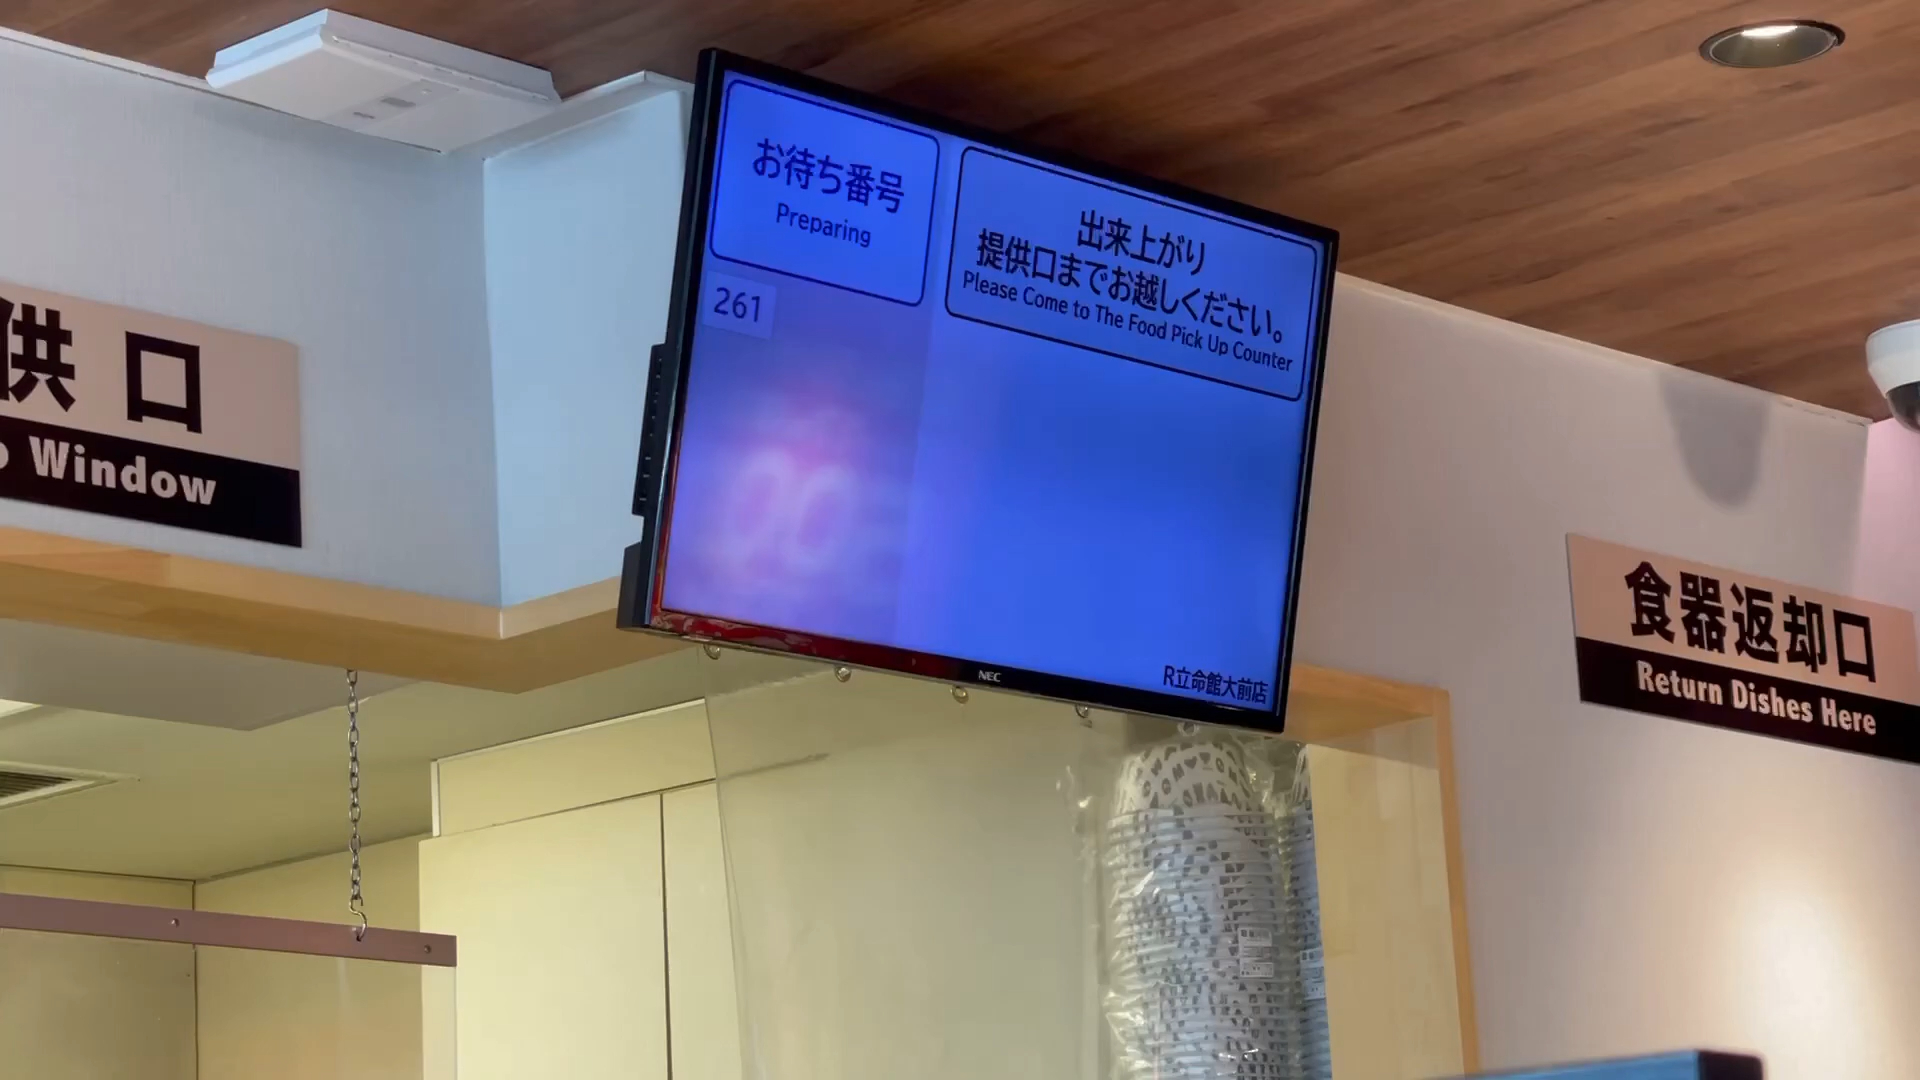 供口
Window
お待ち番号
Preparing
261
出来上がり
提供口までお越しください。
Please Come to The Food Pick Up Counter
R立命館大前店
NEC
食器返却口
Return Dishes Here